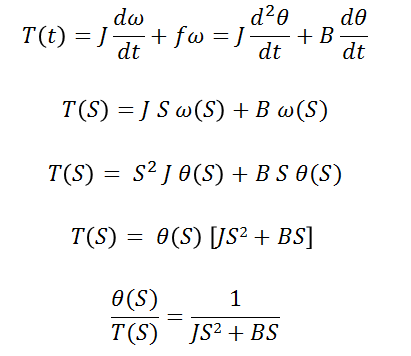 T(t) = J dω/dt + fω = J d²θ/dt + B dθ/dt
T(S) = J S ω(S) + B ω(S)
T(S) = S² J θ(S) + B S θ(S)
T(S) = θ(S) [JS² + BS]
θ(S)/T(S) = 1/(JS² + BS)